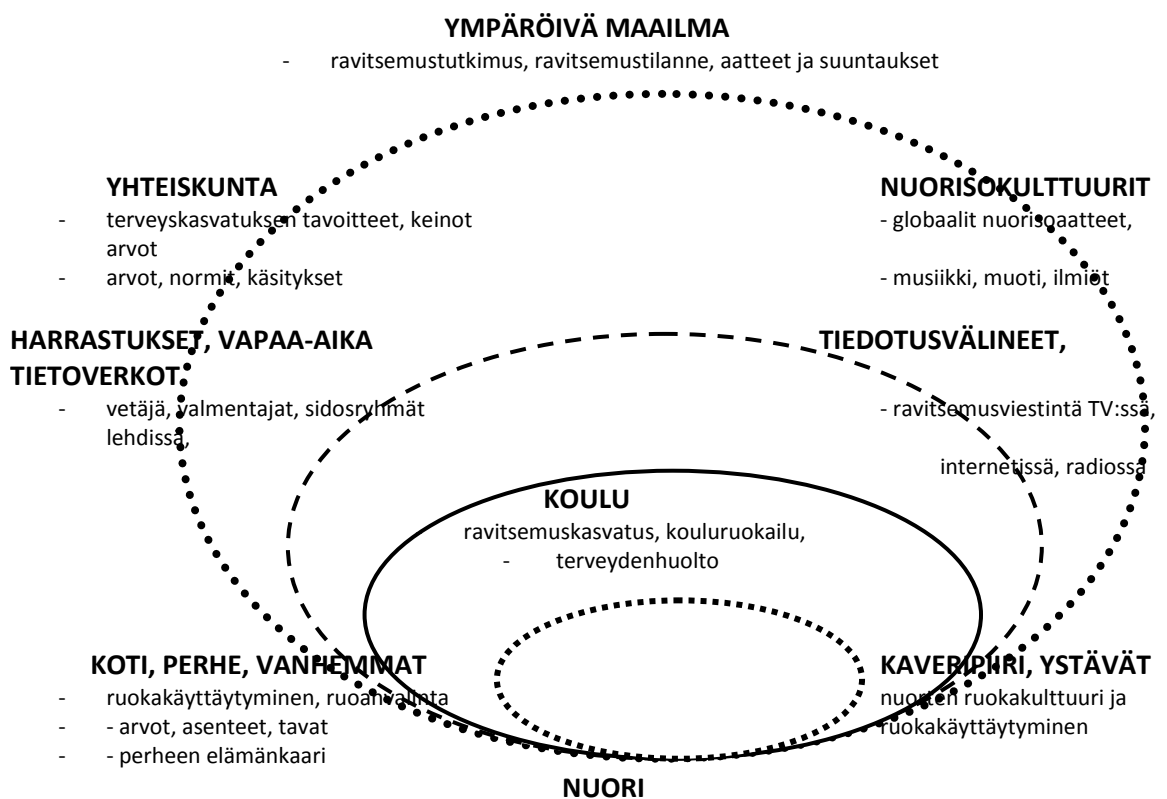 YMPÄRÖIVÄ MAAILMA
- ravitsemustutkimus, ravitsemustilanne, aatteet ja suuntaukset
YHTEISKUNTA
- terveyskasvatuksen tavoitteet, keinot
arvot
- arvot, normit, käsitykset
NUORISOKULTTUURIT
- globaalit nuorisoaatteet,
- musiikki, muoti, ilmiöt
HARRASTUKSET, VAPAA-AIKA
TIETOVERKOT
- vetäjä, valmentajat, sidosryhmät
lehdissä,
TIEDOTUSVÄLINEET,
- ravitsemusviestintä TV:ssä,
internetissä, radiossa
KOULU
ravitsemuskasvatus, kouluruokailu,
- terveydenhuolto
KOTI, PERHE, VANHEMMAT
- ruokakäyttäytyminen, ruoanvalinta
- - arvot, asenteet, tavat
- - perheen elämänkaari
KAVERIPIIRI, YSTÄVÄT
nuorten ruokakulttuuri ja
ruokakäyttäytyminen
NUORI